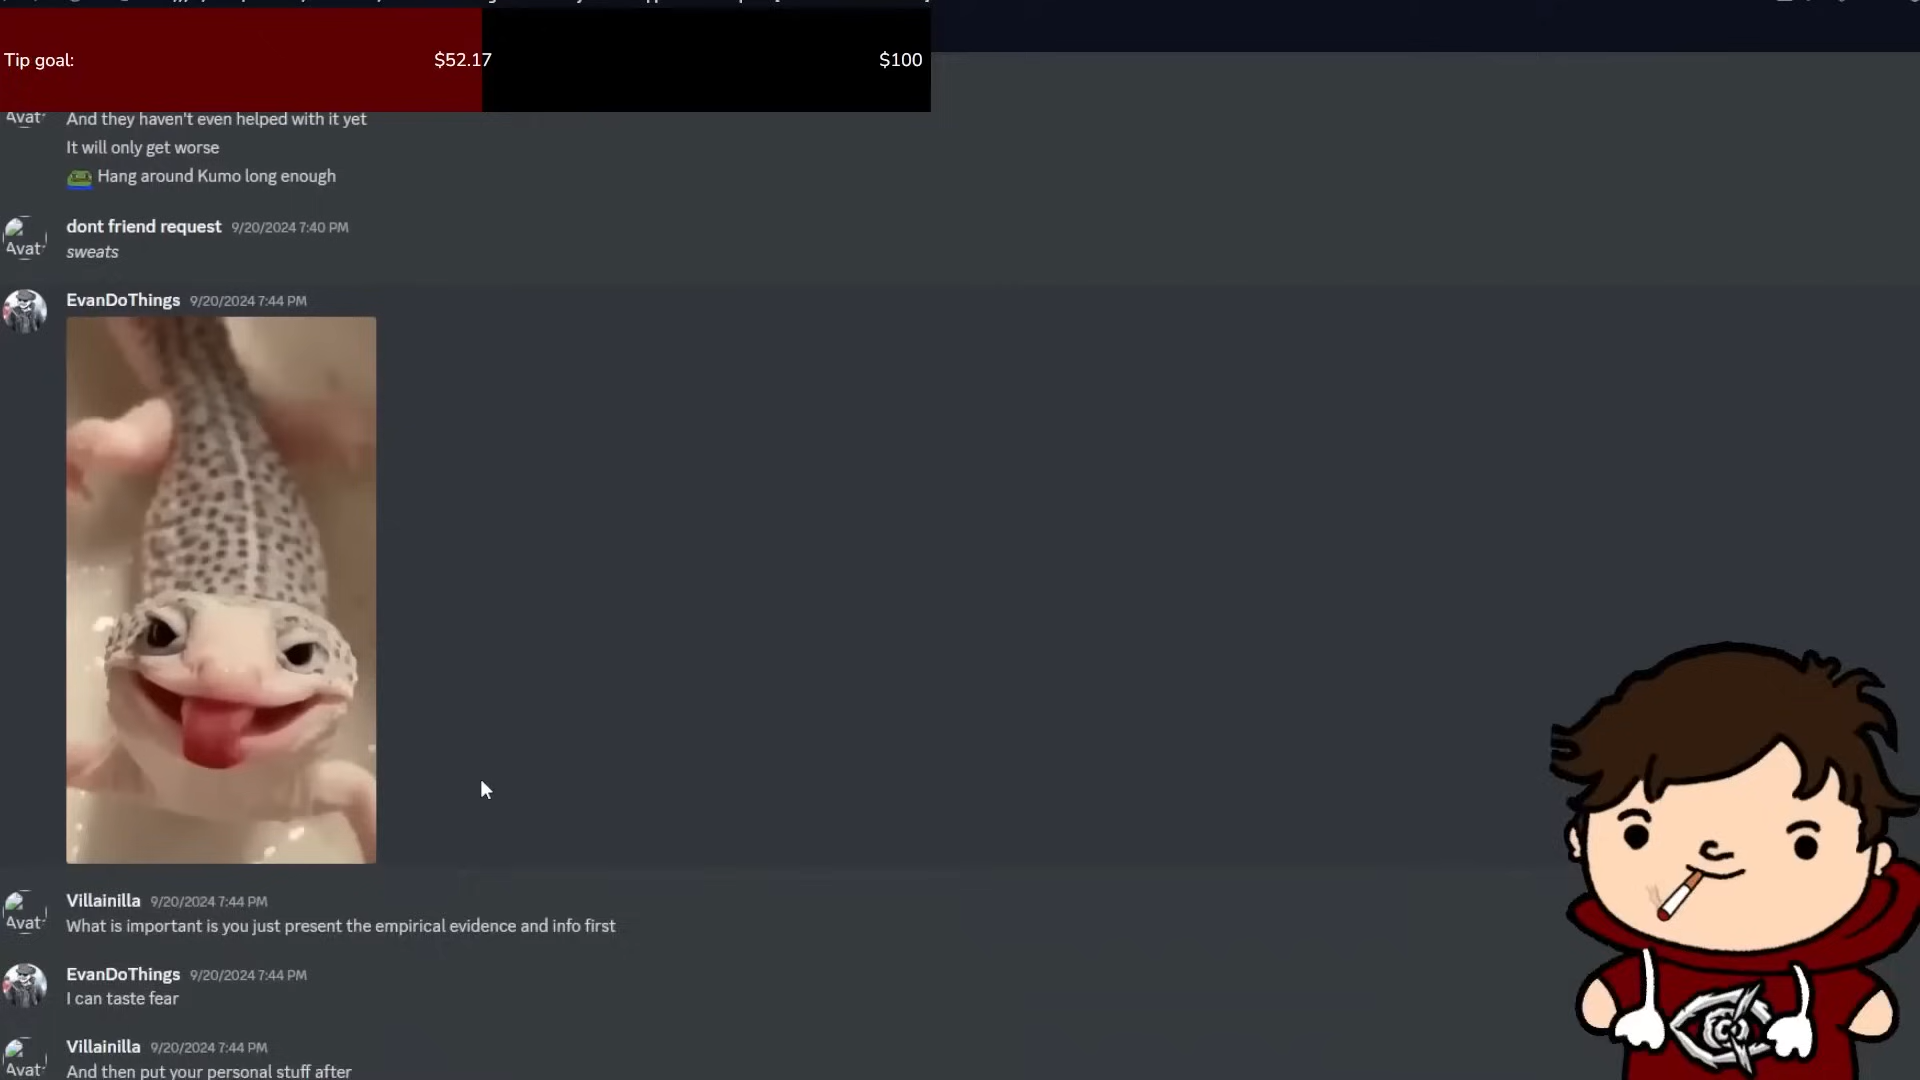 Tip goal: $52.17 $100
And they haven't even helped with it yet
It will only get worse
Hang around Kumo long enough
dont friend request 9/20/2024 7:40 PM
Avat
sweats
EvanDoThings 9/20/2024 7:44 PM
Villainilla 9/20/2024 7:44 PM
Avat
What is important is you just present the empirical evidence and info first
EvanDoThings 9/20/2024 7:44 PM
I can taste fear
Villainilla 9/20/2024 7:44 PM
Avat
And then put your personal stuff after